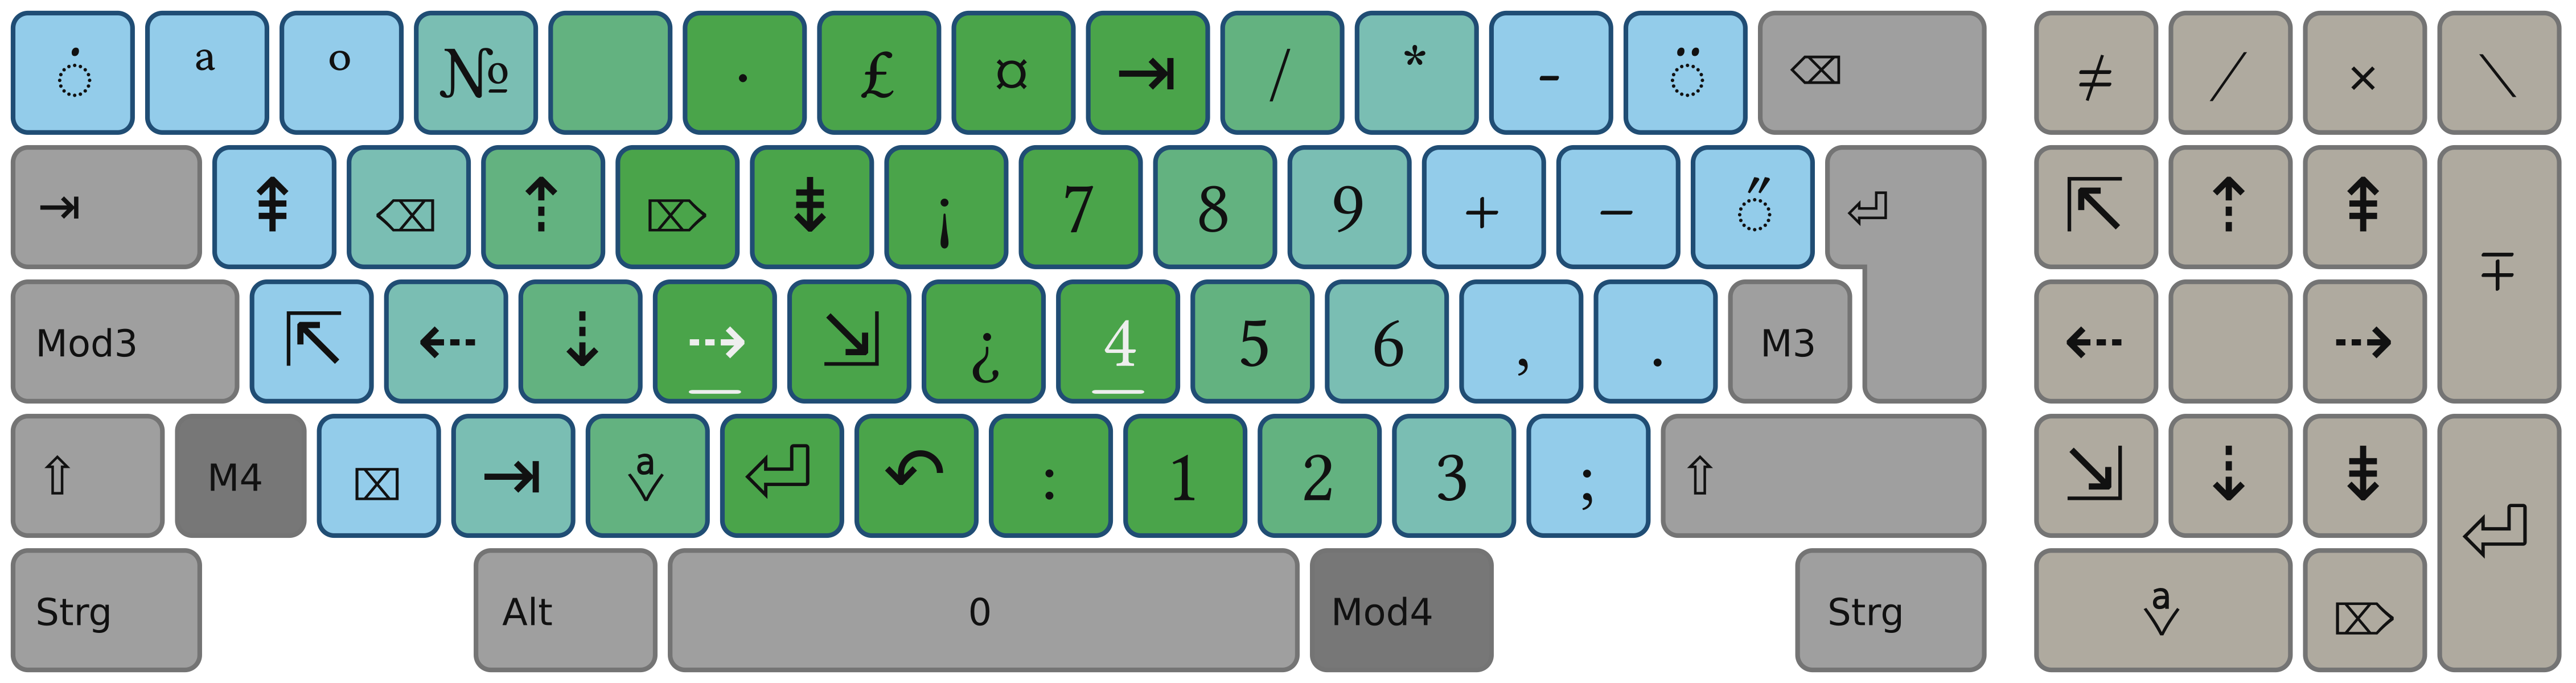 ◌̇ ª º № · £ ¤ ⇥ / * - ◌̈ ⌫ ≠ ∕ × ∖
⇥ ⇞ ⌫ ⇡ ⌦ ⇟ ¡ 7 8 9 + − ◌̋ ⏎ ⇱ ⇡ ⇞ ∓
Mod3 ⇱ ⇠ ⇣ ⇢ ⇲ ¿ 4 5 6 , . M3 ⇠ ⇢
⇧ M4 ⌧ ⇥ ⎀ ⏎ ↶ : 1 2 3 ; ⇧ ⇲ ⇣ ⇟ ⏎
Strg Alt 0 Mod4 Strg ⎀ ⌦